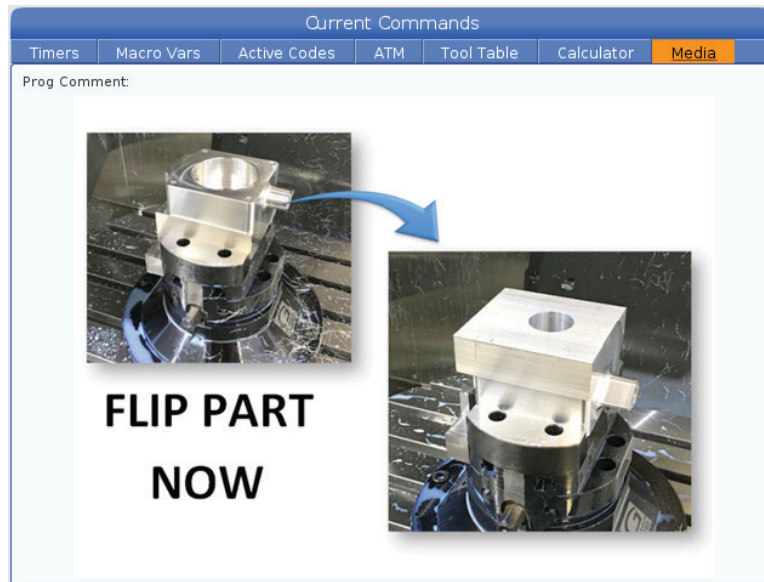 Current Commands
Timers Macro Vars Active Codes ATM Tool Table Calculator Media
Prog Comment:
FLIP PART
NOW